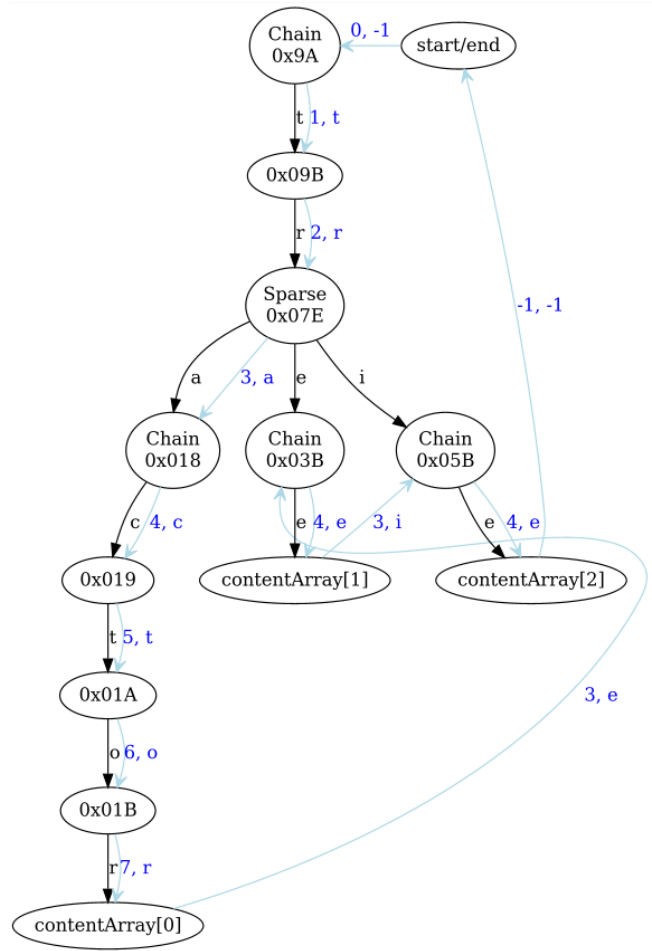 Chain
0x9A
0, -1
start/end
t
1, t
0x09B
r
2, r
Sparse
0x07E
-1, -1
a
3, a
e
i
Chain
0x018
Chain
0x03B
Chain
0x05B
c
4, c
e
4, e
3, i
e
4, e
0x019
contentArray[1]
contentArray[2]
t
5, t
0x01A
3, e
o
6, o
0x01B
r
7, r
contentArray[0]